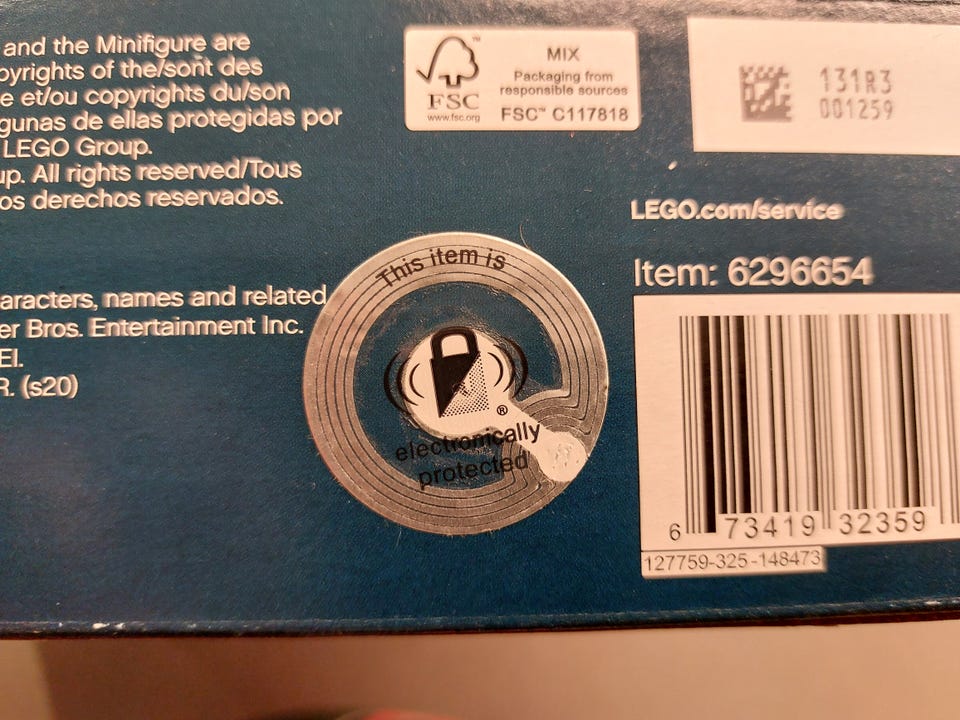 and the Minifigure are
opyrights of the/sont des
e et/ou copyrights du/son
gunas de ellas protegidas por
LEGO Group.
up. All rights reserved/Tous
os derechos reservados.
aracters, names and related
er Bros. Entertainment Inc.
EI.
R. (s20)
FSC
™
www.fsc.org
MIX
Packaging from
responsible sources
FSC™ C117818
131R3
001259
LEGO.com/service
Item: 6296654
6 73419 32359
127759-325-148473
This item is
®
electronically
protected